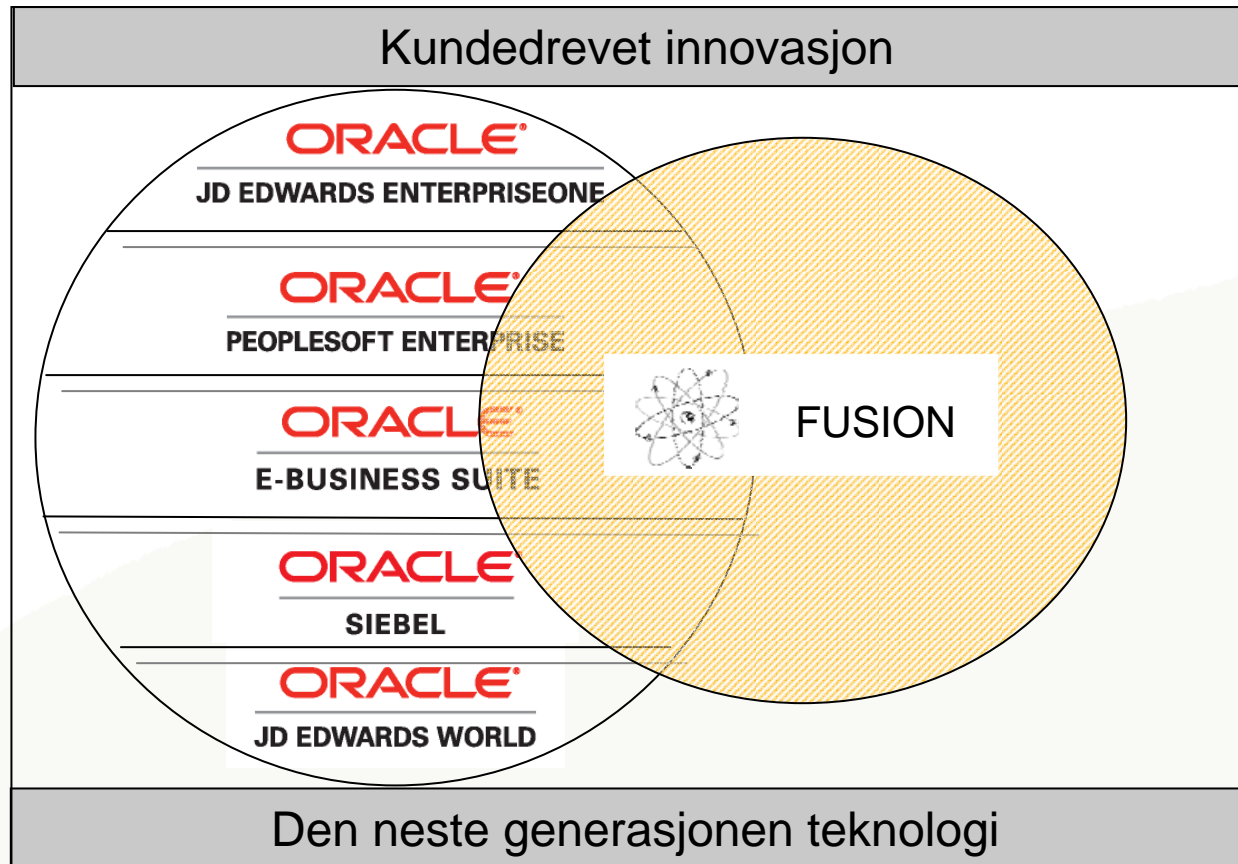 Kundedrevet innovasjon
ORACLE®
JD EDWARDS ENTERPRISEONE
ORACLE®
PEOPLESOFT ENTERPRISE
ORACLE®
E-BUSINESS SUITE
FUSION
ORACLE®
SIEBEL
ORACLE®
JD EDWARDS WORLD
Den neste generasjonen teknologi